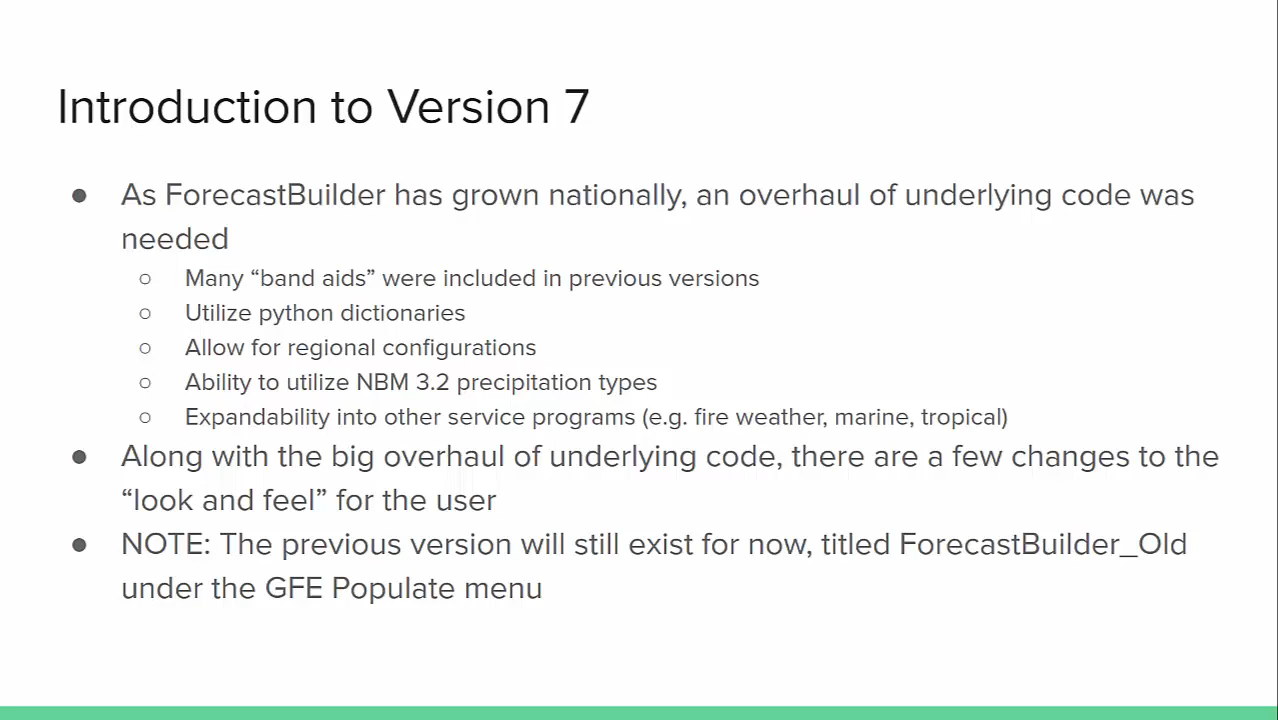 Introduction to Version 7
● As ForecastBuilder has grown nationally, an overhaul of underlying code was
needed
○ Many “band aids” were included in previous versions
○ Utilize python dictionaries
○ Allow for regional configurations
○ Ability to utilize NBM 3.2 precipitation types
○ Expandability into other service programs (e.g. fire weather, marine, tropical)
● Along with the big overhaul of underlying code, there are a few changes to the
“look and feel” for the user
● NOTE: The previous version will still exist for now, titled ForecastBuilder_Old
under the GFE Populate menu